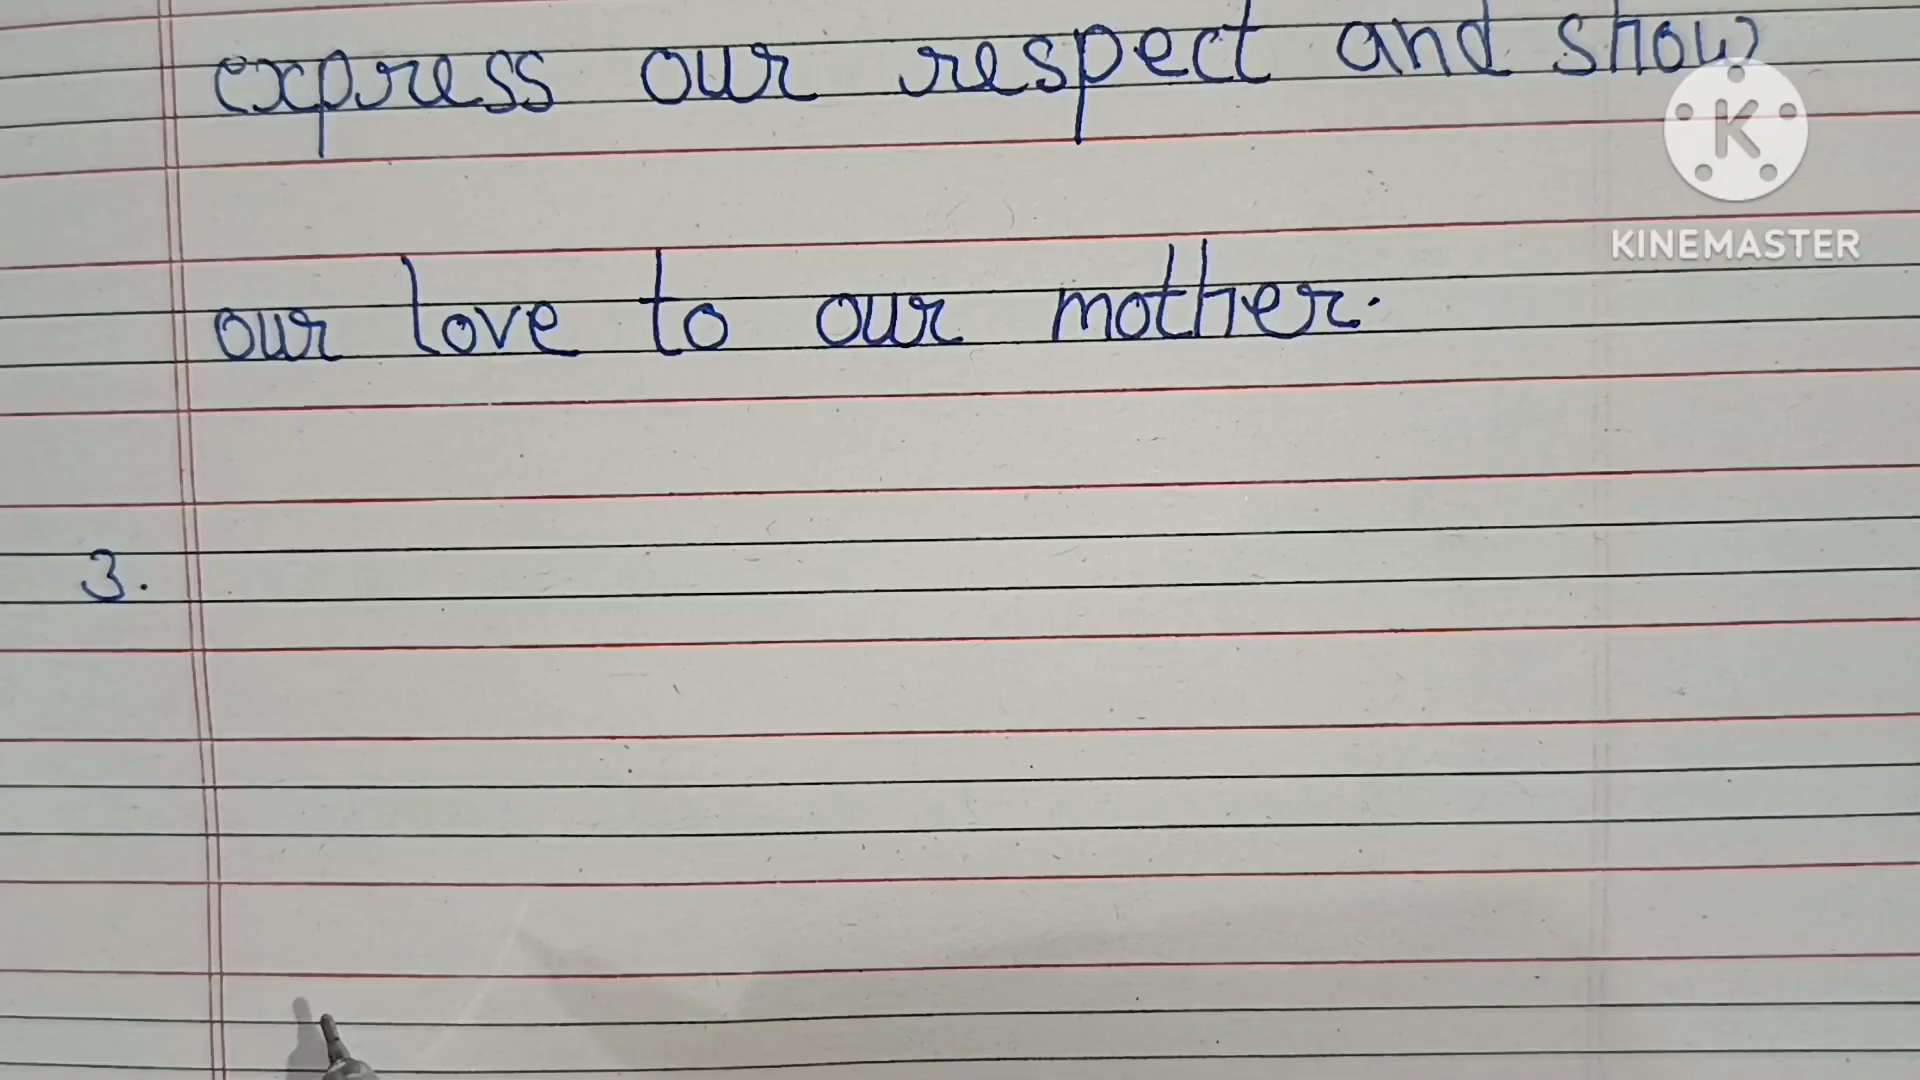 express our respect and show
K
KINEMASTER
our love to our mother.
3.